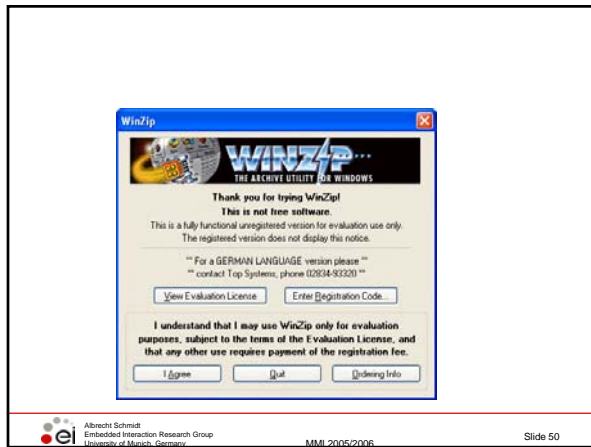 WinZip
WINZIP...
THE ARCHIVE UTILITY FOR WINDOWS
Thank you for trying WinZip!
This is not free software.
This is a fully functional unregistered version for evaluation use only.
The registered version does not display this notice.
** For a GERMAN LANGUAGE version please **
** contact Top Systems, phone 02834-93320 **
View Evaluation License
Enter Registration Code...
I understand that I may use WinZip only for evaluation
purposes, subject to the terms of the Evaluation License, and
that any other use requires payment of the registration fee.
I Agree
Quit
Ordering Info
ei
Albrecht Schmidt
Embedded Interaction Research Group
University of Munich, Germany
MMI 2005/2006
Slide 50